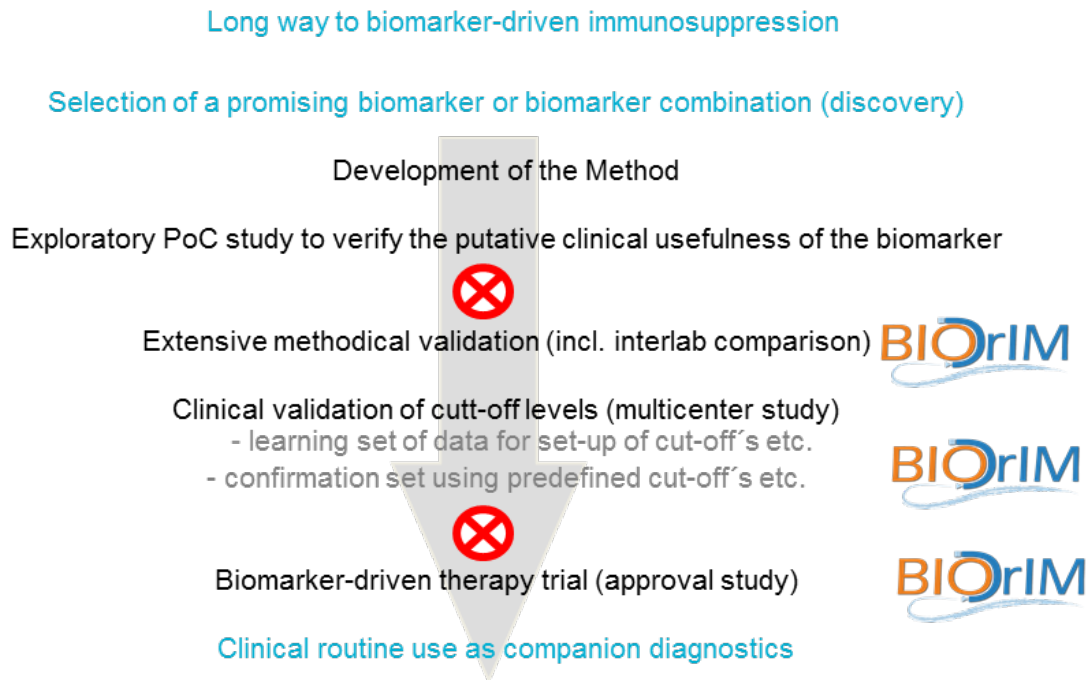 Long way to biomarker-driven immunosuppression
Selection of a promising biomarker or biomarker combination (discovery)
Development of the Method
Exploratory PoC study to verify the putative clinical usefulness of the biomarker
Extensive methodical validation (incl. interlab comparison)
BIODrIM
Clinical validation of cutt-off levels (multicenter study)
- learning set of data for set-up of cut-off´s etc.
BIODrIM
- confirmation set using predefined cut-off’s etc.
Biomarker-driven therapy trial (approval study)
BIODrIM
Clinical routine use as companion diagnostics